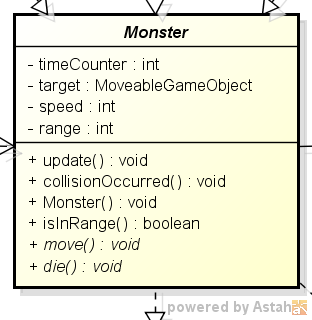 Monster
- timeCounter : int
- target : MoveableGameObject
- speed : int
- range : int
+ update() : void
+ collisionOccurred() : void
+ Monster() : void
+ isInRange() : boolean
+ move() : void
+ die() : void
powered by Astah